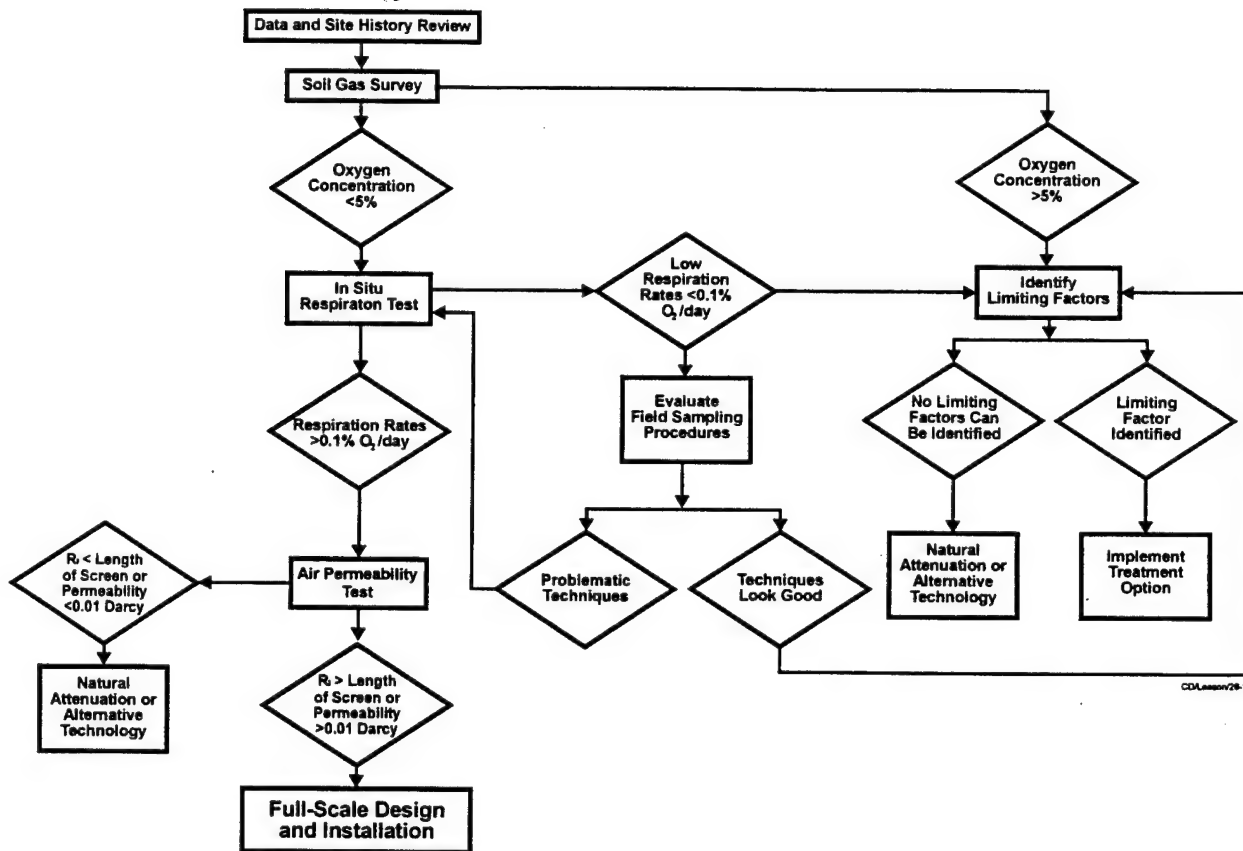 Data and Site History Review
Soil Gas Survey
Oxygen
Concentration
<5%
Oxygen
Concentration
>5%
In Situ
Respiraton Test
Low
Respiration
Rates <0.1%
O₂/day
Identify
Limiting Factors
Respiration Rates
>0.1% O₂/day
Evaluate
Field Sampling
Procedures
No Limiting
Factors Can
Be Identified
Limiting
Factor
Identified
Rᵢ < Length
of Screen or
Permeability
<0.01 Darcy
Air Permeability
Test
Problematic
Techniques
Techniques
Look Good
Natural
Attenuation or
Alternative
Technology
Implement
Treatment
Option
Natural
Attenuation or
Alternative
Technology
Rᵢ > Length
of Screen or
Permeability
>0.01 Darcy
CD/Leeson/26-
Full-Scale Design
and Installation